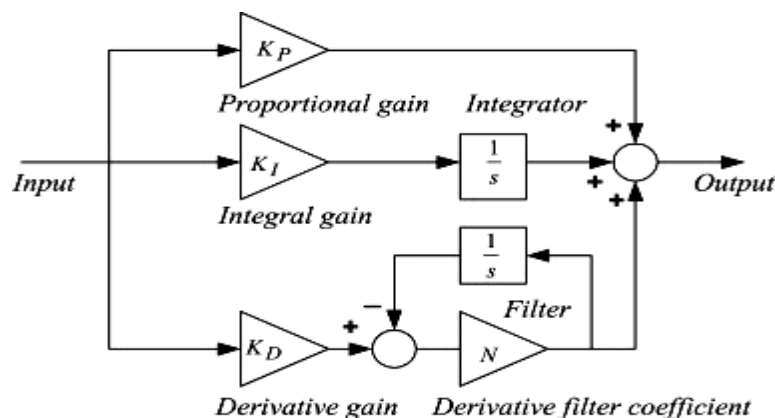 K_P
Proportional gain
Integrator
+
Input
K_I
1/s
+
+
Output
Integral gain
1/s
−
Filter
K_D
+
N
Derivative gain
Derivative filter coefficient